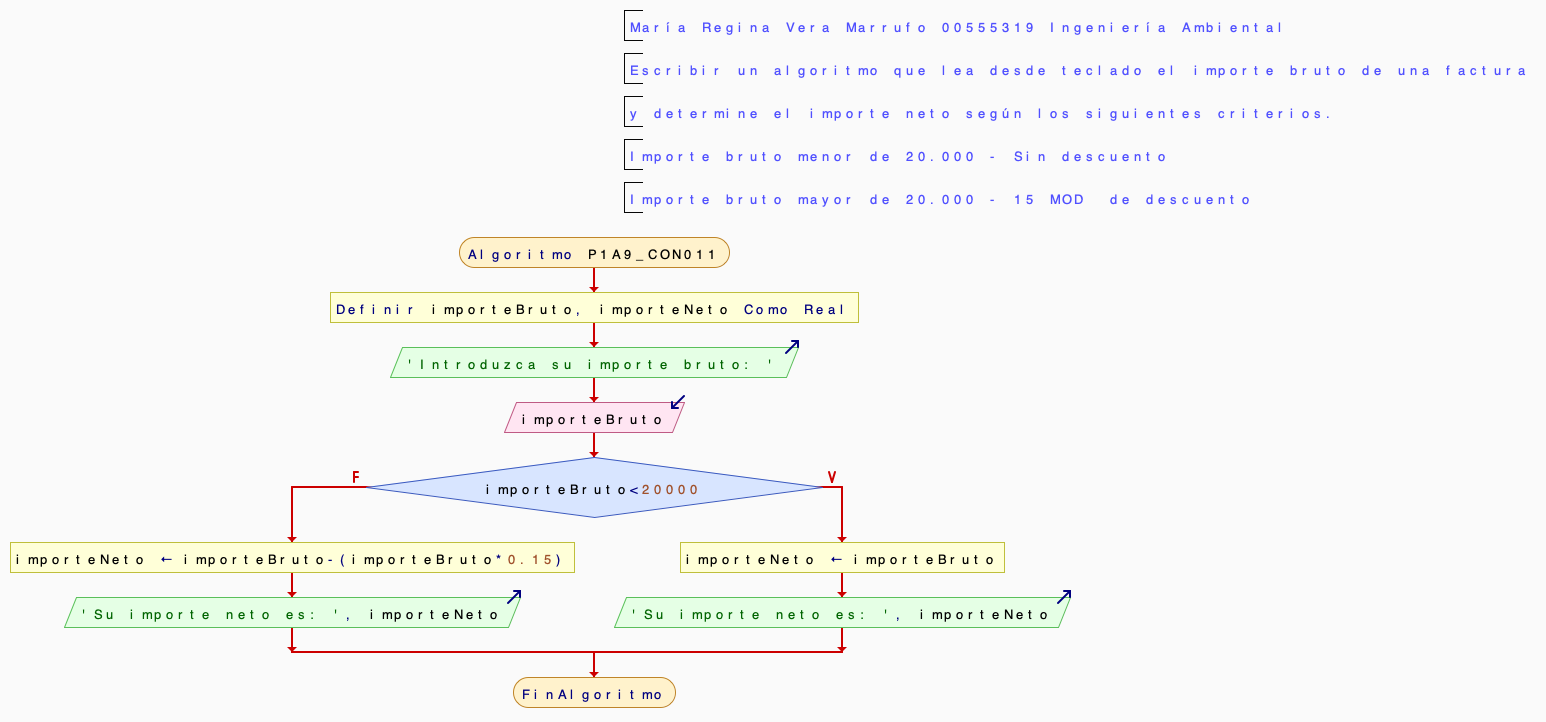 María Regina Vera Marrufo 00555319 Ingeniería Ambiental
Escribir un algoritmo que lea desde teclado el importe bruto de una factura
y determine el importe neto según los siguientes criterios.
Importe bruto menor de 20.000 - Sin descuento
Importe bruto mayor de 20.000 - 15 MOD de descuento
Algoritmo P1A9_CON011
Definir importeBruto, importeNeto Como Real
'Introduzca su importe bruto: '
importeBruto
F
V
importeBruto<20000
importeNeto ← importeBruto-(importeBruto*0.15)
importeNeto ← importeBruto
'Su importe neto es: ', importeNeto
'Su importe neto es: ', importeNeto
FinAlgoritmo